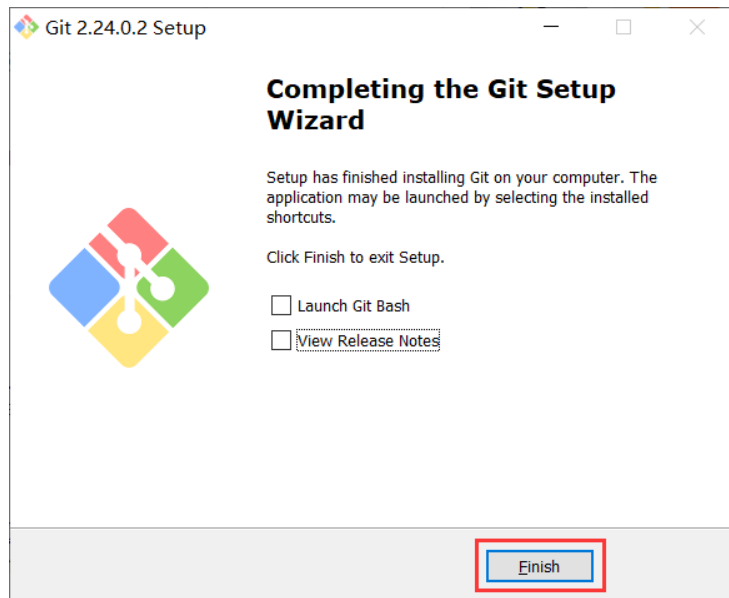 Git 2.24.0.2 Setup
Completing the Git Setup
Wizard
Setup has finished installing Git on your computer. The
application may be launched by selecting the installed
shortcuts.
Click Finish to exit Setup.
Launch Git Bash
View Release Notes
Finish